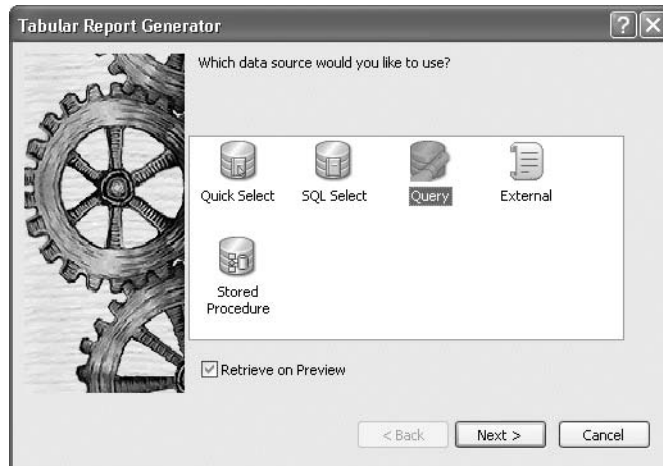 Tabular Report Generator
Which data source would you like to use?
Quick Select SQL Select Query External
Stored
Procedure
Retrieve on Preview
< Back Next > Cancel